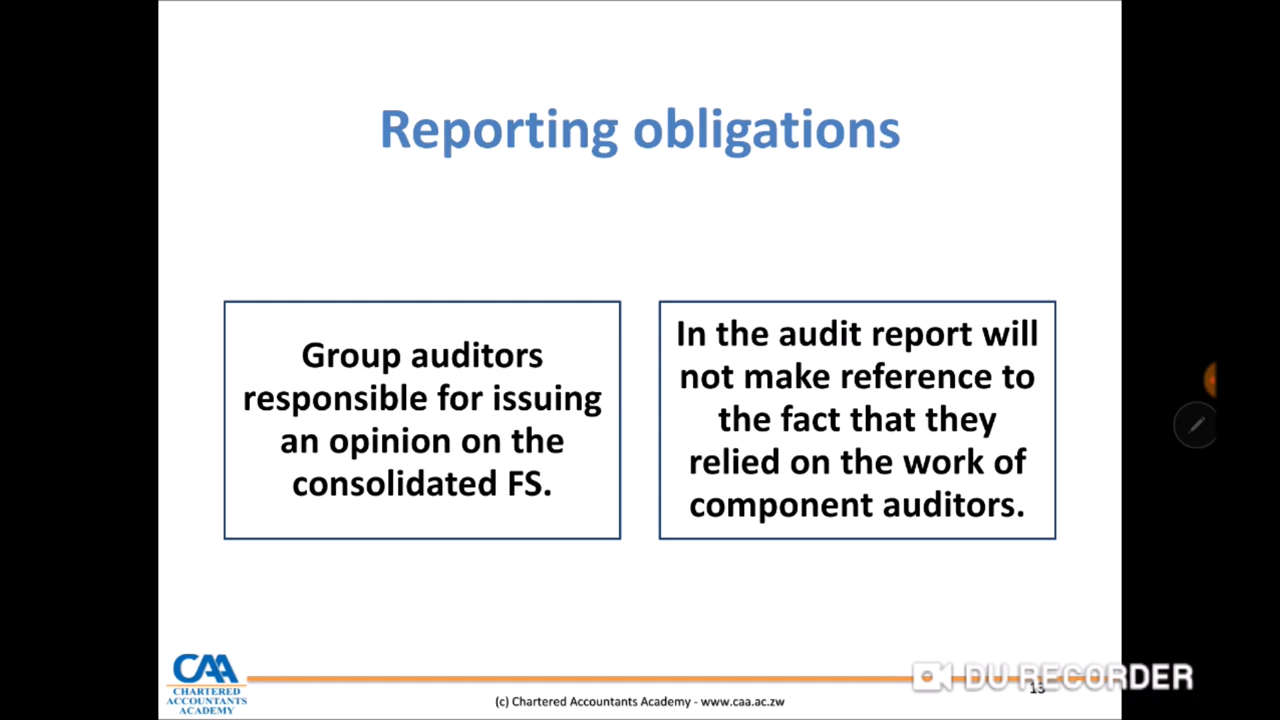 Reporting obligations
Group auditors
responsible for issuing
an opinion on the
consolidated FS.
In the audit report will
not make reference to
the fact that they
relied on the work of
component auditors.
CAA
CHARTERED
ACCOUNTANTS
ACADEMY
(c) Chartered Accountants Academy - www.caa.ac.zw
DU RECORDER
13